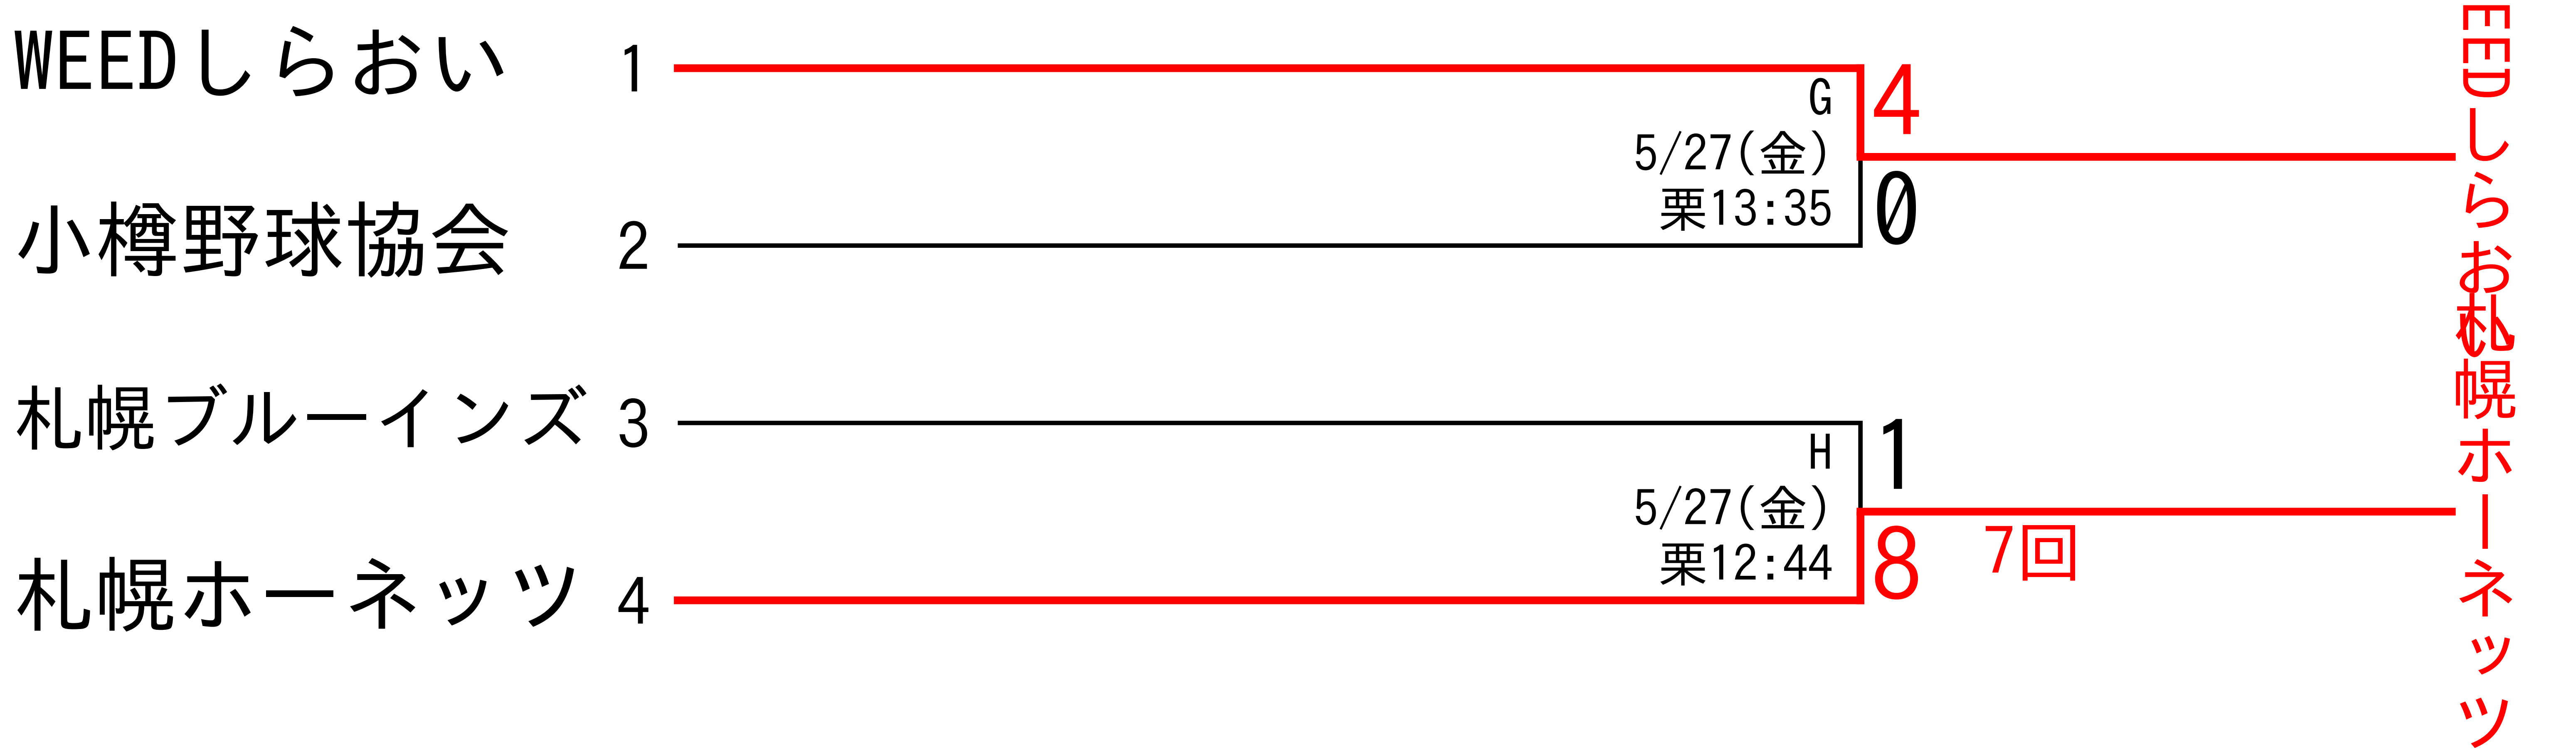 WEEDしらおい 1
G
4
5/27(金)
栗13:35
0
小樽野球協会 2
札幌ブルーインズ 3
H
1
5/27(金)
栗12:44
8
7回
札幌ホーネッツ 4
EEDしらおい
札幌ホーネッツ